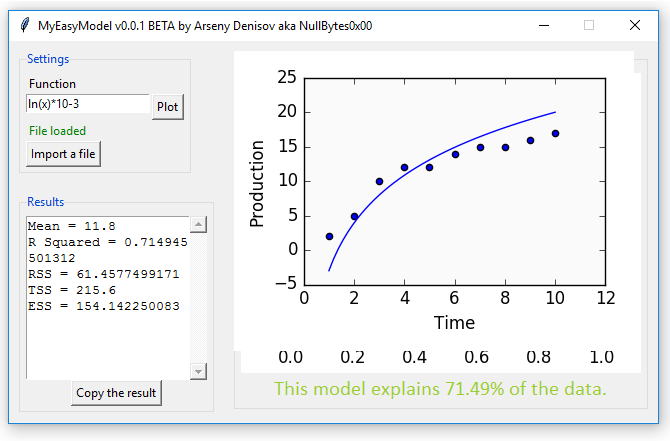 MyEasyModel v0.0.1 BETA by Arseny Denisov aka NullBytes0x00
Settings
Function
ln(x)*10-3
Plot
File loaded
Import a file
Results
Mean = 11.8
R Squared = 0.714945
501312
RSS = 61.4577499171
TSS = 215.6
ESS = 154.142250083
Copy the result
25
20
15
10
5
0
−5
Production
0 2 4 6 8 10 12
Time
0.0 0.2 0.4 0.6 0.8 1.0
This model explains 71.49% of the data.